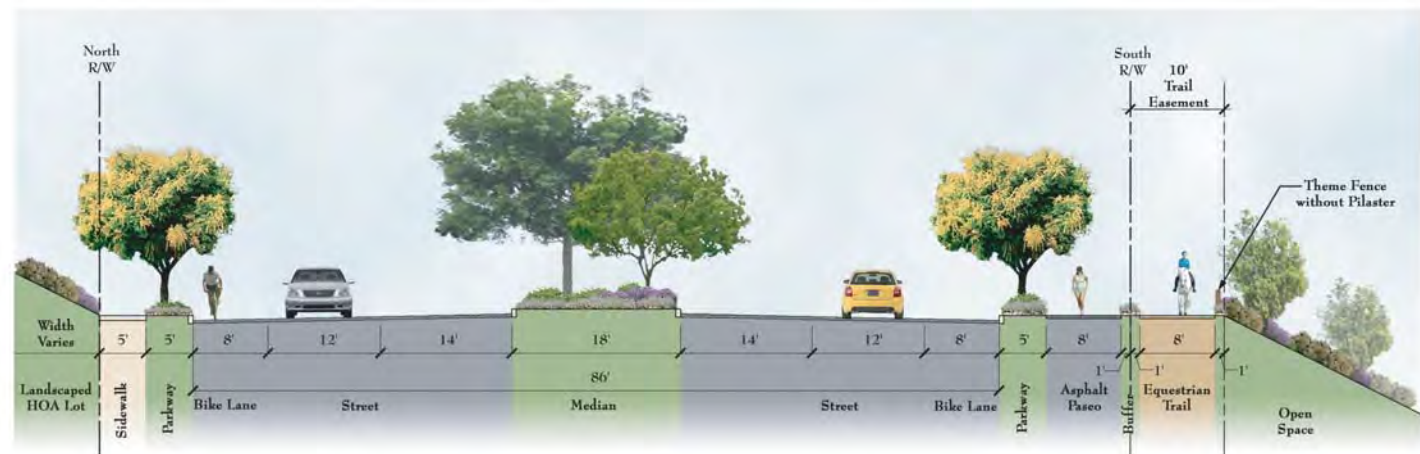 North
R/W
South
R/W
10'
Trail
Easement
Theme Fence
without Pilaster
Width
Varies
5'
5'
8'
12'
14'
18'
14'
12'
8'
5'
8'
1'
1'
8'
1'
86'
Landscaped
HOA Lot
Sidewalk
Parkway
Bike Lane
Street
Median
Street
Bike Lane
Parkway
Asphalt
Paseo
Buffer
Equestrian
Trail
Open
Space